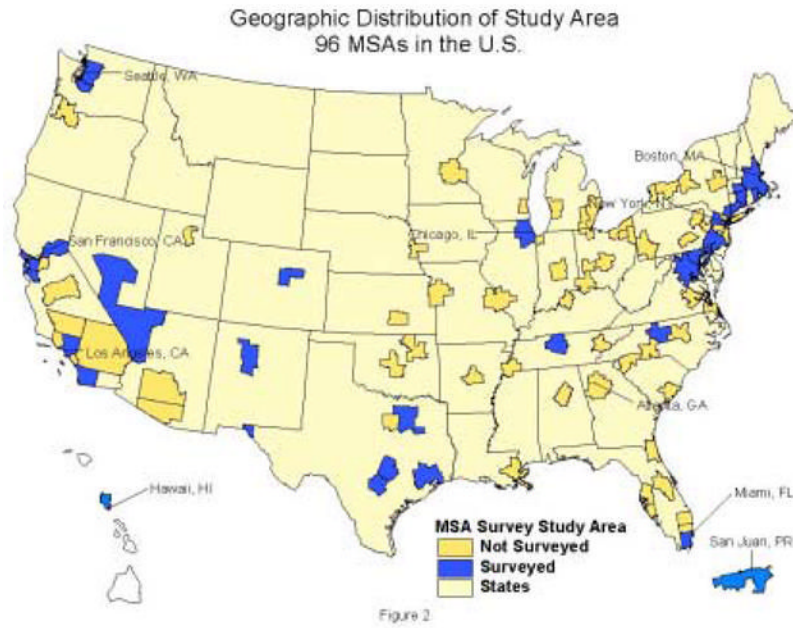 Geographic Distribution of Study Area
96 MSAs in the U.S.
Seattle, WA
Boston, MA
New York, N
San Francisco, CA
Chicago, IL
Los Angeles, CA
Atlanta, GA
Hawaii, HI
Miami, FL
San Juan, PR
MSA Survey Study Area
Not Surveyed
Surveyed
States
Figure 2